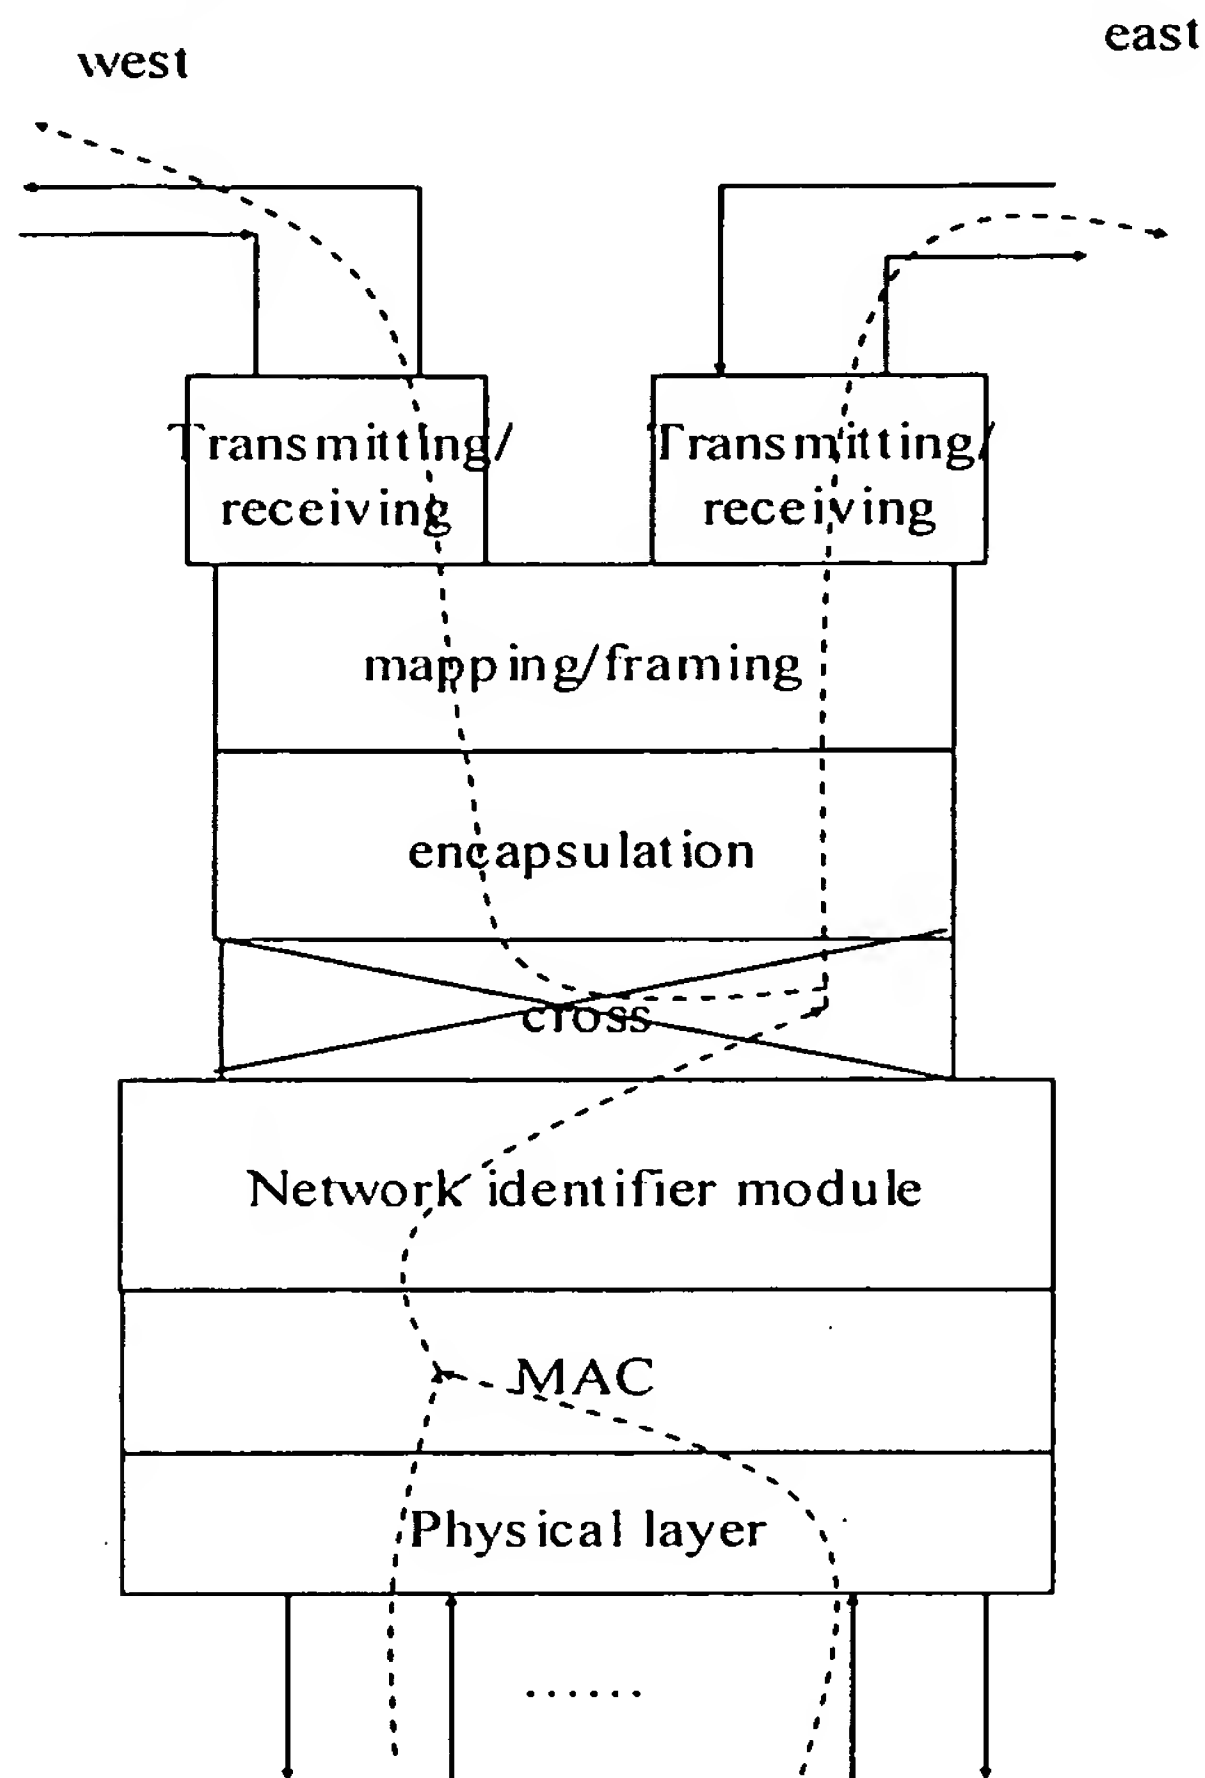 west
east
Transmitting/
receiving
Transmitting/
receiving
mapping/framing
encapsulation
cross
Network identifier module
MAC
Physical layer
......